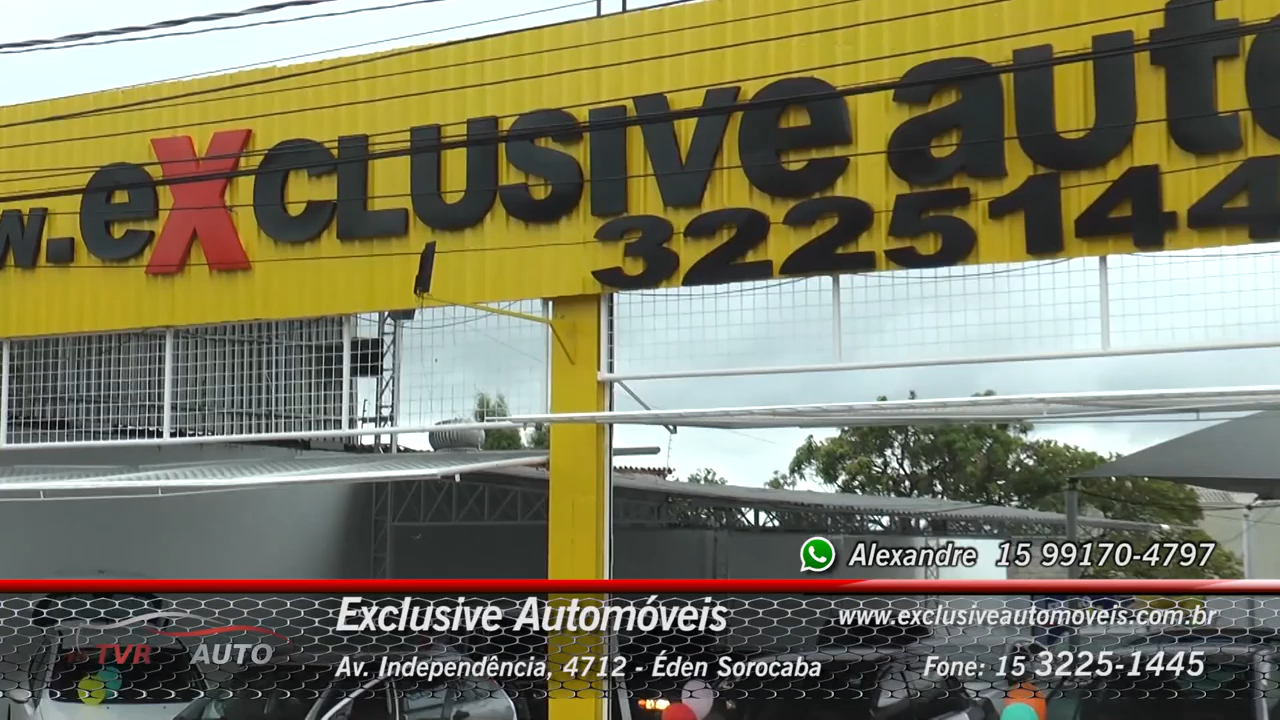 w.eXCLUSIVE auto
3225144
Alexandre 15 99170-4797
Exclusive Automóveis
www.exclusiveautomoveis.com.br
TVR AUTO
Av. Independência, 4712 - Éden Sorocaba
Fone: 15 3225-1445